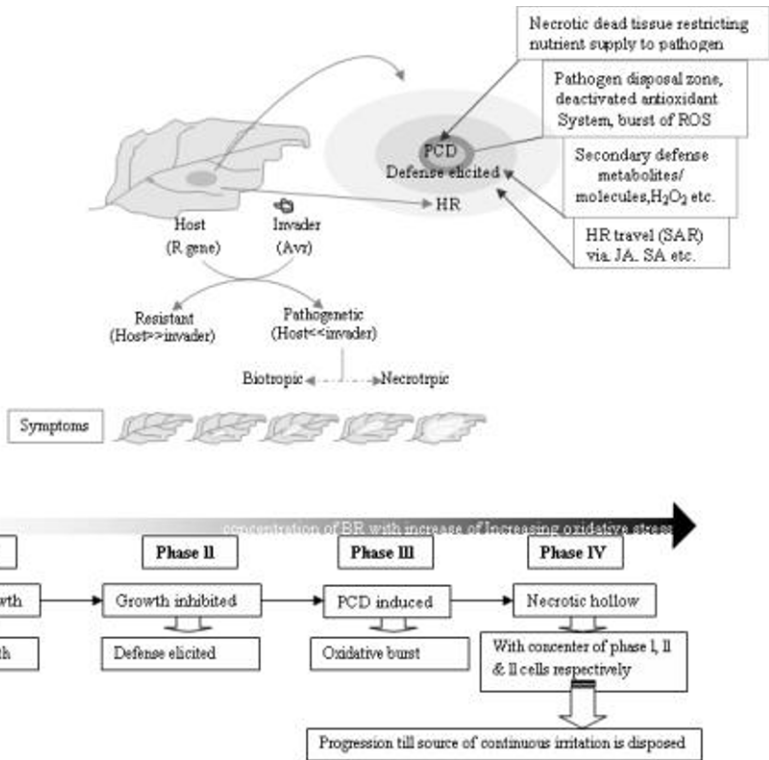 Necrotic dead tissue restricting
nutrient supply to pathogen
Pathogen disposal zone,
deactivated antioxidant
System, burst of ROS
PCD
Defense elicited
Secondary defense
metabolites/
molecules,H₂O₂ etc.
HR
HR travel (SAR)
via. JA. SA etc.
Host
(R gene)
Invader
(Avr)
Resistant
(Host>>invader)
Pathogenetic
(Host<<invader)
Biotropic
Necrotrpic
Symptoms
concentration of BR with increase of Increasing oxidative stress
Phase II
Phase III
Phase IV
wth
Growth inhibited
PCD induced
Necrotic hollow
th
Defense elicited
Oxidative burst
With concenter of phase I, II
& II cells respectively
Progression till source of continuous irritation is disposed